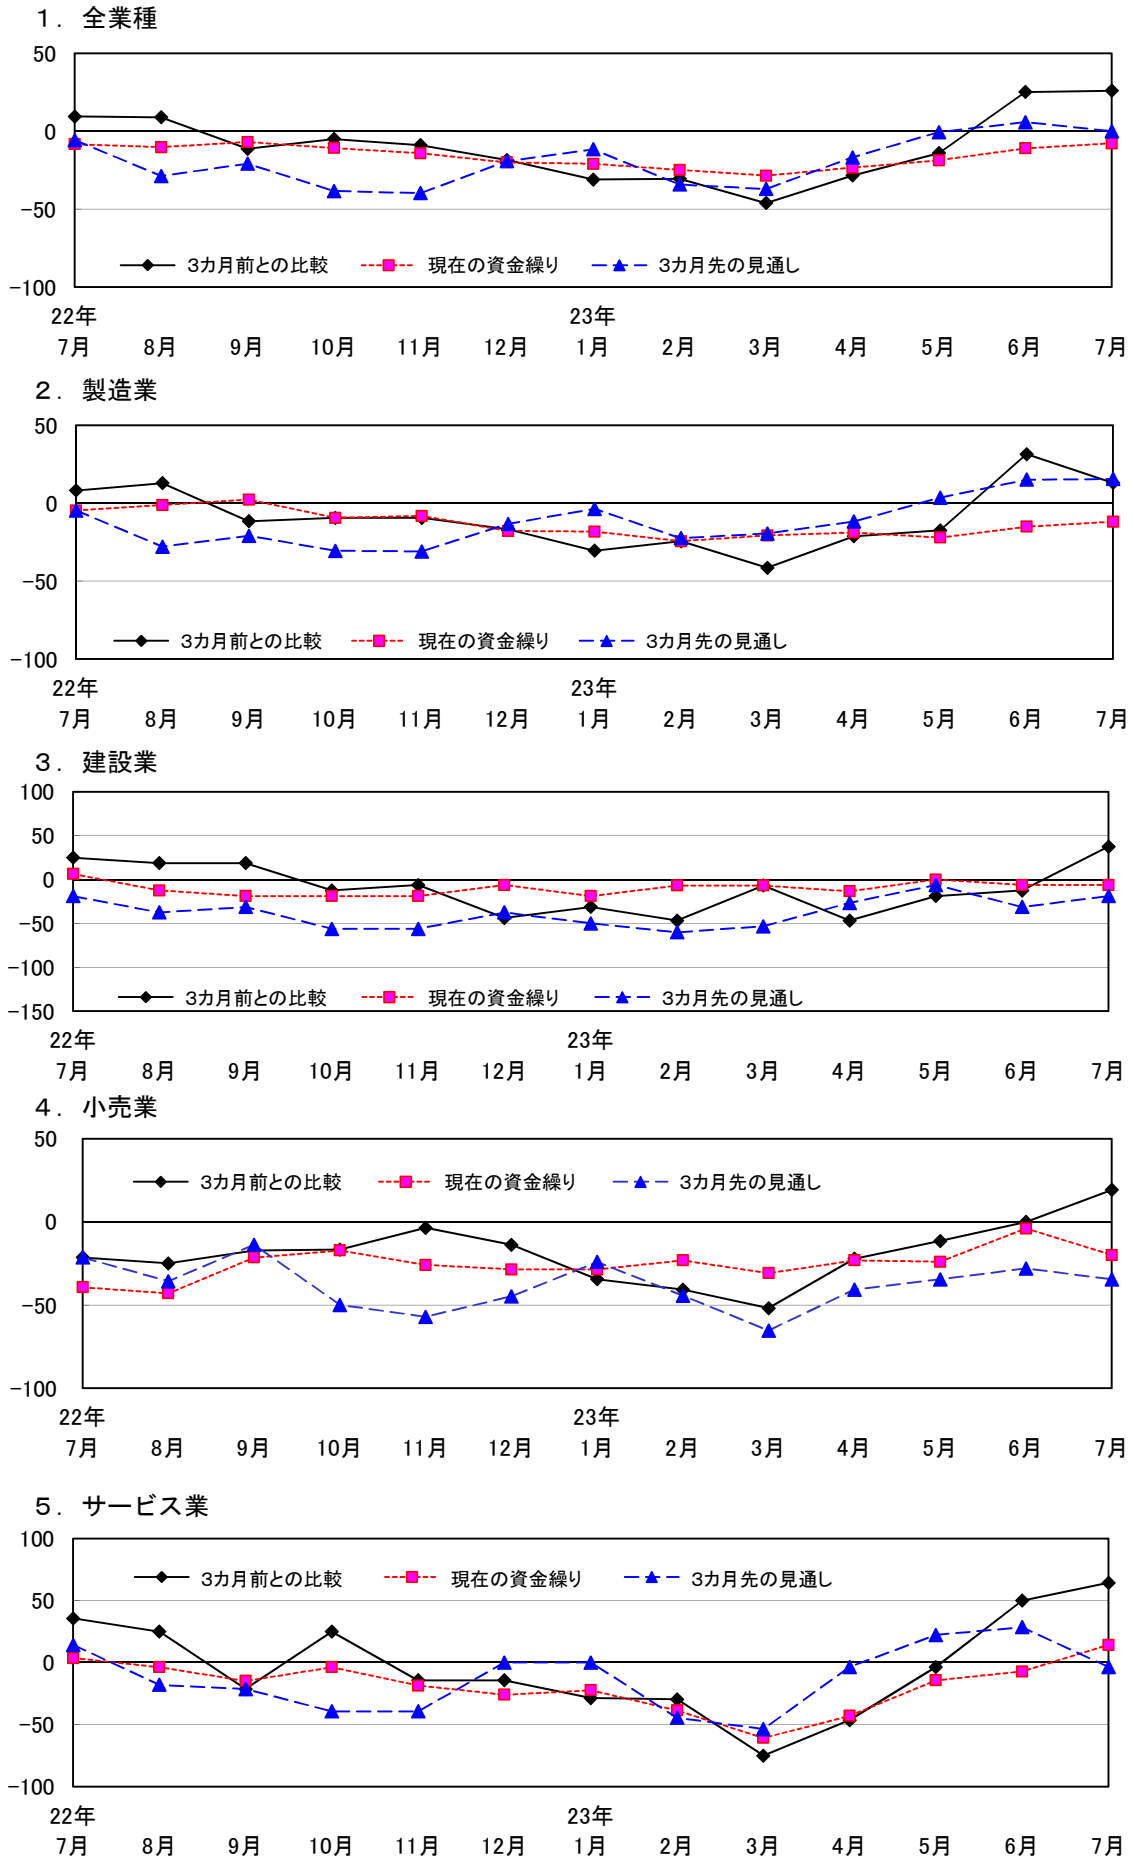 １．全業種
50
0
−50
−100
3カ月前との比較 現在の資金繰り 3カ月先の見通し
22年 23年
7月 8月 9月 10月 11月 12月 1月 2月 3月 4月 5月 6月 7月
２．製造業
50
0
−50
−100
3カ月前との比較 現在の資金繰り 3カ月先の見通し
22年 23年
7月 8月 9月 10月 11月 12月 1月 2月 3月 4月 5月 6月 7月
３．建設業
100
50
0
−50
−100
−150
3カ月前との比較 現在の資金繰り 3カ月先の見通し
22年 23年
7月 8月 9月 10月 11月 12月 1月 2月 3月 4月 5月 6月 7月
４．小売業
50
3カ月前との比較 現在の資金繰り 3カ月先の見通し
0
−50
−100
22年 23年
7月 8月 9月 10月 11月 12月 1月 2月 3月 4月 5月 6月 7月
５．サービス業
100
3カ月前との比較 現在の資金繰り 3カ月先の見通し
50
0
−50
−100
22年 23年
7月 8月 9月 10月 11月 12月 1月 2月 3月 4月 5月 6月 7月